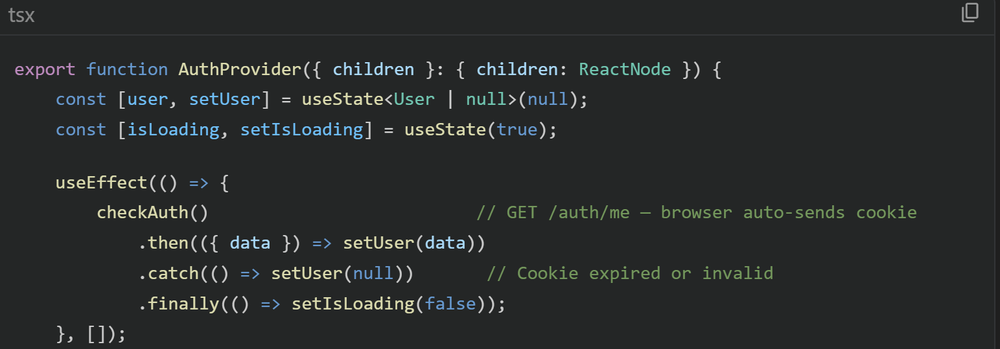 tsx
export function AuthProvider({ children }: { children: ReactNode }) {
    const [user, setUser] = useState<User | null>(null);
    const [isLoading, setIsLoading] = useState(true);

    useEffect(() => {
        checkAuth()                          // GET /auth/me — browser auto-sends cookie
            .then(({ data }) => setUser(data))
            .catch(() => setUser(null))       // Cookie expired or invalid
            .finally(() => setIsLoading(false));
    }, []);